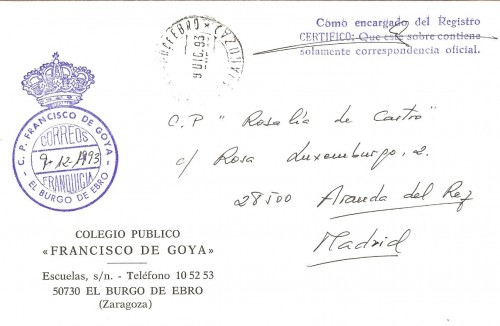 Como encargado del Registro
CERTIFICO: Que este sobre contiene
solamente correspondencia oficial.
9 DIC. 93
C. P. FRANCISCO DE GOYA
CORREOS
9-12-1993
FRANQUICIA
EL BURGO DE EBRO
C.P "Rosalía de Castro"
c/ Rosa Luxemburgo, 2.
28500 Aranda del Rey
Madrid
COLEGIO PUBLICO
«FRANCISCO DE GOYA»
Escuelas, s/n. - Teléfono 10 52 53
50730 EL BURGO DE EBRO
(Zaragoza)